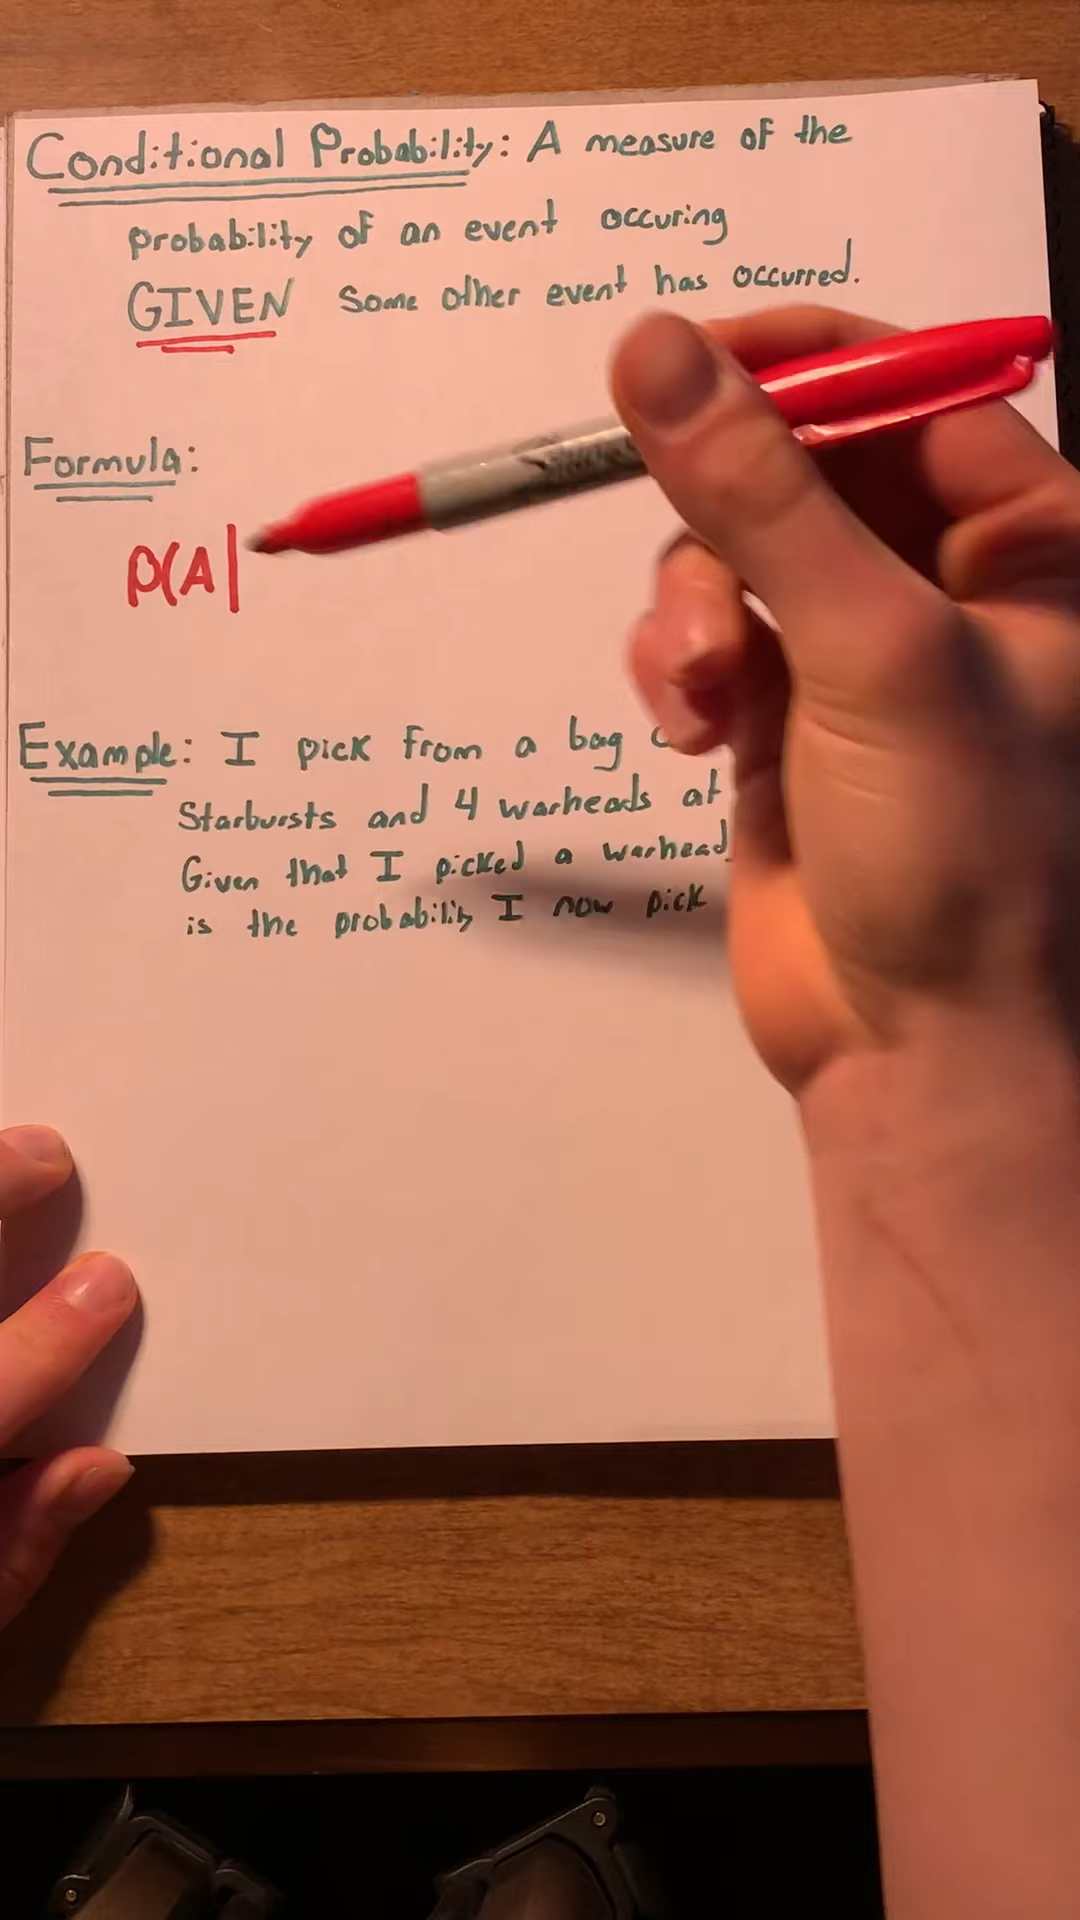 Conditional Probability: A measure of the
probability of an event occuring
GIVEN some other event has occurred.
Formula:
P(A|
Example: I pick from a bag
Starbursts and 4 warheads at
Given that I picked a warhead
is the probability I now pick